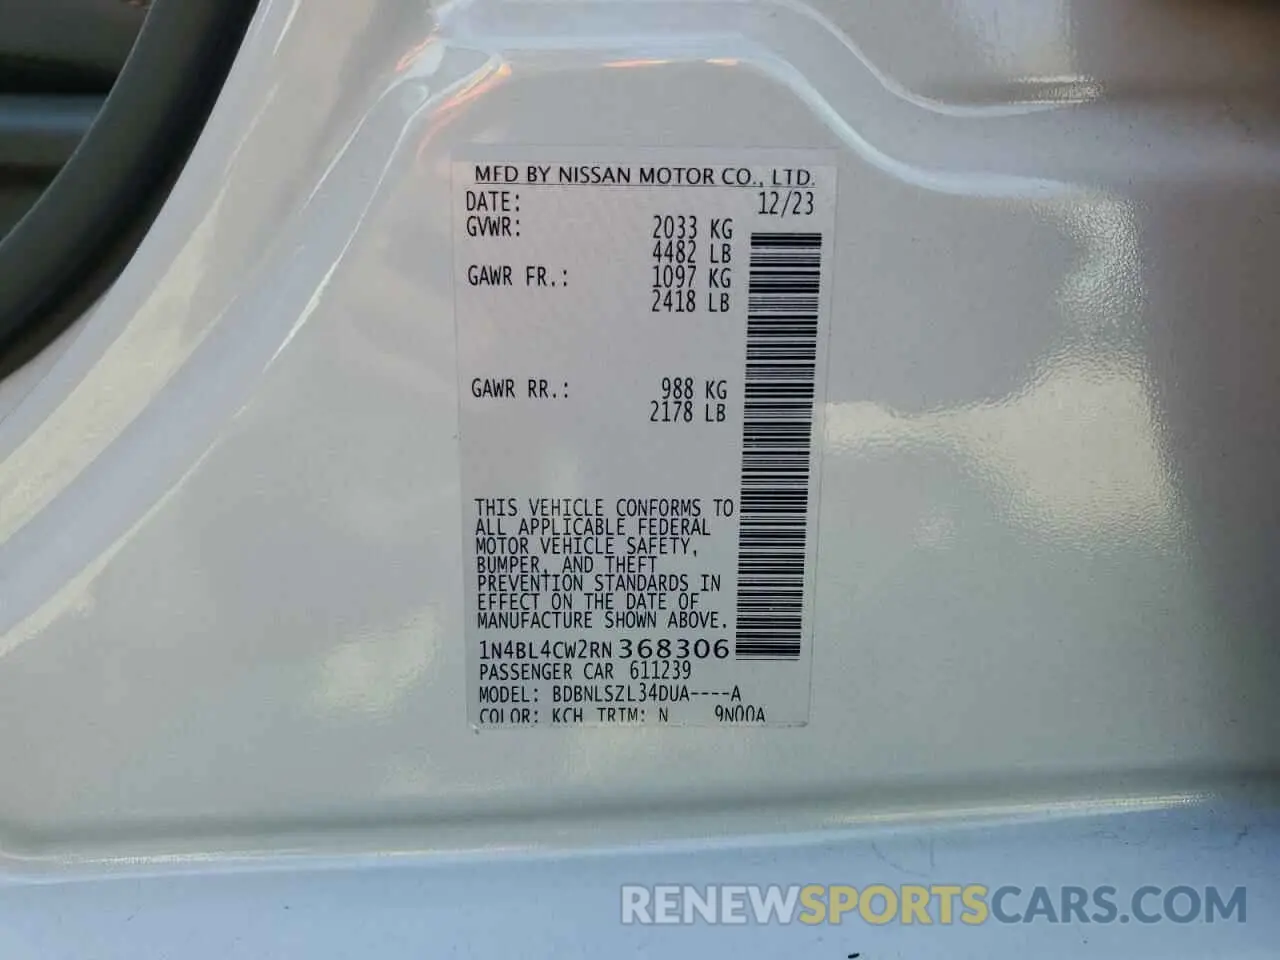 MFD BY NISSAN MOTOR CO., LTD.
DATE: 12/23
GVWR: 2033 KG
4482 LB
GAWR FR.: 1097 KG
2418 LB
GAWR RR.: 988 KG
2178 LB
THIS VEHICLE CONFORMS TO
ALL APPLICABLE FEDERAL
MOTOR VEHICLE SAFETY,
BUMPER, AND THEFT
PREVENTION STANDARDS IN
EFFECT ON THE DATE OF
MANUFACTURE SHOWN ABOVE.
1N4BL4CW2RN368306
PASSENGER CAR 611239
MODEL: BDBNLSZL34DUA----A
COLOR: KCH TRIM: N 9N00A
RENEWSPORTSCARS.COM